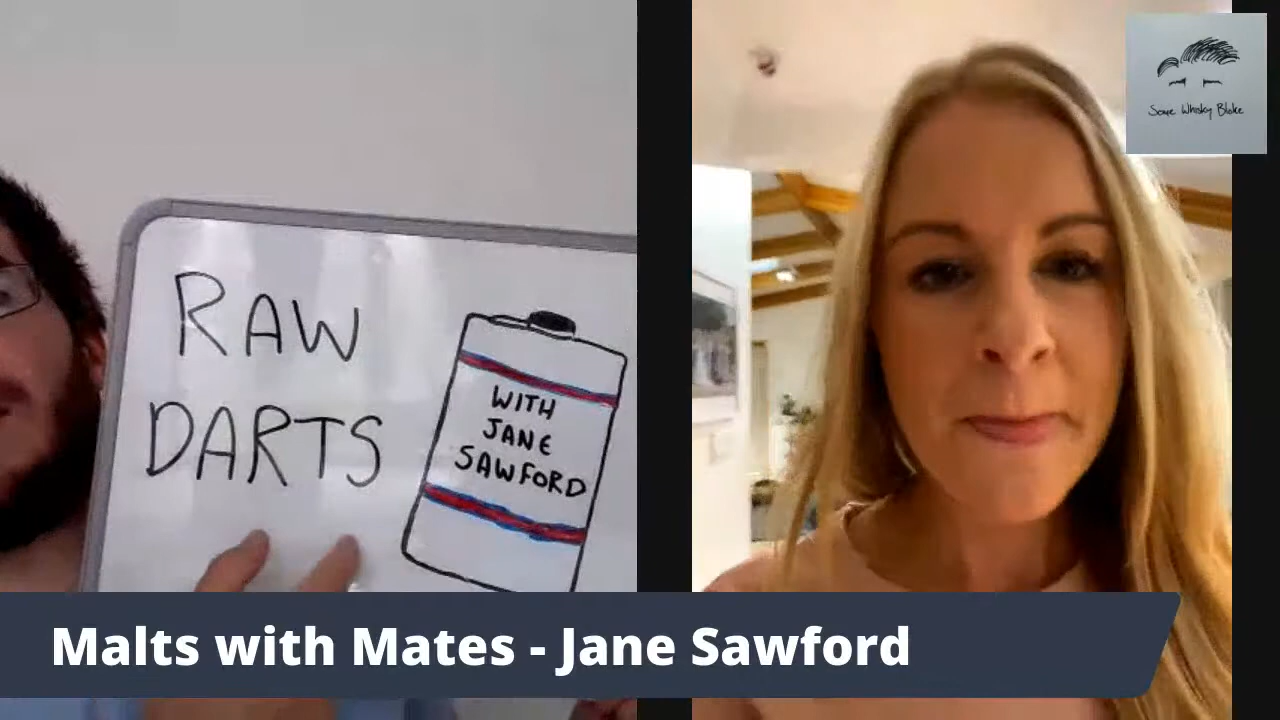 RAW
DARTS
WITH
JANE
SAWFORD
Some Whisky Bloke
Malts with Mates - Jane Sawford